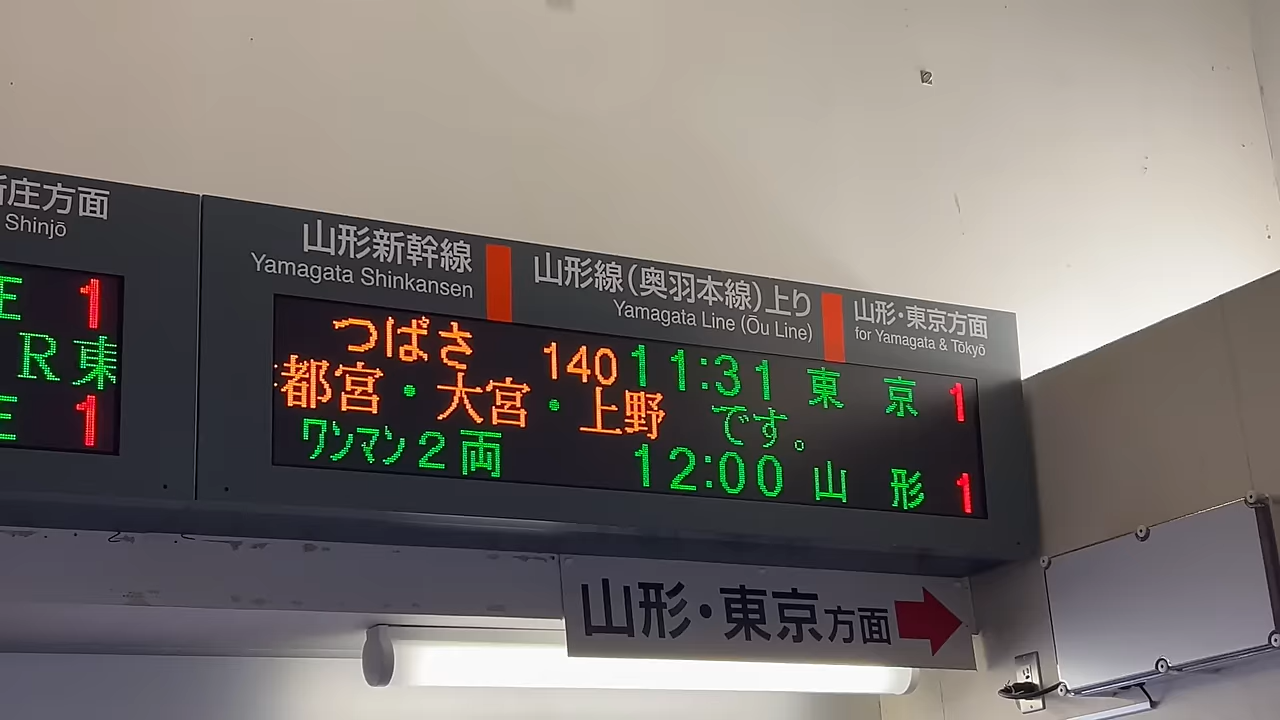 新庄方面
Shinjō
1
R東
1
山形新幹線
Yamagata Shinkansen
山形線(奥羽本線)上り
Yamagata Line (Ōu Line)
山形・東京方面
for Yamagata & Tōkyō
つばさ 140 11:31 東京 1
都宮・大宮・上野 です。
ワンマン2両 12:00 山形 1
山形・東京方面